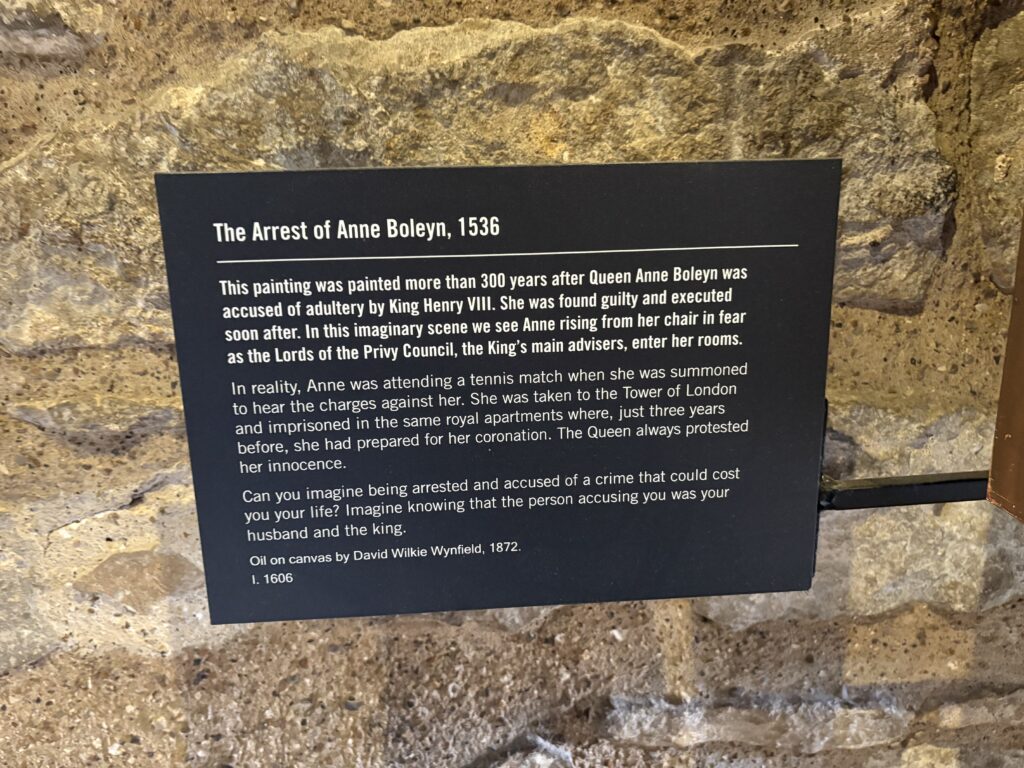 The Arrest of Anne Boleyn, 1536
This painting was painted more than 300 years after Queen Anne Boleyn was
accused of adultery by King Henry VIII. She was found guilty and executed
soon after. In this imaginary scene we see Anne rising from her chair in fear
as the Lords of the Privy Council, the King's main advisers, enter her rooms.
In reality, Anne was attending a tennis match when she was summoned
to hear the charges against her. She was taken to the Tower of London
and imprisoned in the same royal apartments where, just three years
before, she had prepared for her coronation. The Queen always protested
her innocence.
Can you imagine being arrested and accused of a crime that could cost
you your life? Imagine knowing that the person accusing you was your
husband and the king.
Oil on canvas by David Wilkie Wynfield, 1872.
I. 1606